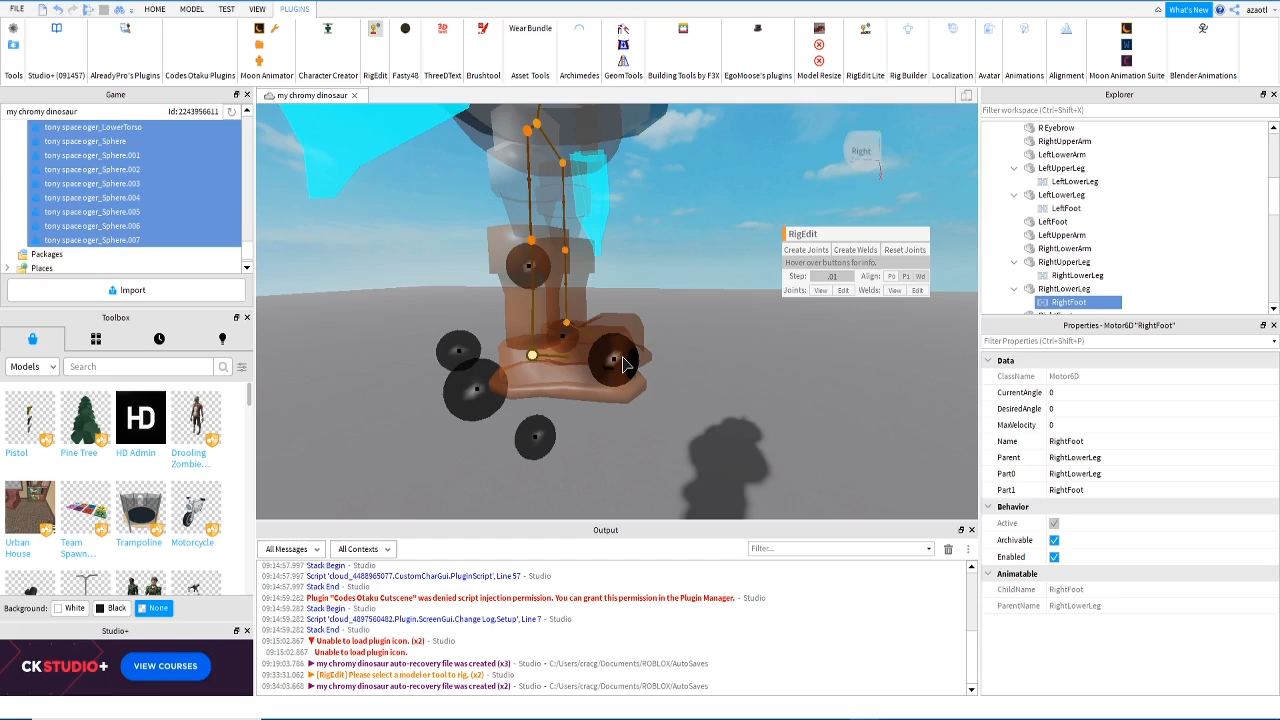 FILE HOME MODEL TEST VIEW PLUGINS What's New azaotl
Wear Bundle
Tools Studio+ (091457) AlreadyPro's Plugins Codes Otaku Plugins Moon Animator Character Creator RigEdit Fasty48 ThreeDText Brushtool Asset Tools Archimedes GeomTools Building Tools by F3X EgoMoose's plugins Model Resize RigEdit Lite Rig Builder Localization Avatar Animations Alignment Moon Animation Suite Blender Animations
Game
my chromy dinosaur Id:2243956611
tony space oger_LowerTorso
tony space oger_Sphere
tony space oger_Sphere.001
tony space oger_Sphere.002
tony space oger_Sphere.003
tony space oger_Sphere.004
tony space oger_Sphere.005
tony space oger_Sphere.006
tony space oger_Sphere.007
Packages
Places
Import
Toolbox
Models Search
Pistol Pine Tree HD Admin Drooling Zombie...
HD
Urban House Team Spawn... Trampoline Motorcycle
Background: White Black None
Studio+
CKSTUDIO+ VIEW COURSES
my chromy dinosaur
Right
RigEdit
Create Joints Create Welds Reset Joints
Hover over buttons for info.
Step: .01 Align: Po P1 Wd
Joints: View Edit Welds: View Edit
Output
All Messages All Contexts Filter...
09:14:57.997 Stack Begin - Studio
09:14:57.997 Script 'cloud_4488965077.CustomCharGui.PluginScript', Line 57 - Studio
09:14:57.997 Stack End - Studio
09:14:59.282 Plugin "Codes Otaku Cutscene" was denied script injection permission. You can grant this permission in the Plugin Manager. - Studio
09:14:59.282 Stack Begin - Studio
09:14:59.282 Script 'cloud_4897560482.Plugin.ScreenGui.Change Log.Setup', Line 7 - Studio
09:14:59.282 Stack End - Studio
09:15:02.867 Unable to load plugin icon. (x2) - Studio
09:15:02.867 Unable to load plugin icon.
09:19:03.786 my chromy dinosaur auto-recovery file was created (x3) - Studio - C:/Users/cracg/Documents/ROBLOX/AutoSaves
09:33:31.062 [RigEdit] Please select a model or tool to rig. (x2) - Studio
09:34:03.668 my chromy dinosaur auto-recovery file was created (x2) - Studio - C:/Users/cracg/Documents/ROBLOX/AutoSaves
Explorer
Filter workspace (Ctrl+Shift+X)
R Eyebrow
RightUpperArm
LeftLowerArm
LeftUpperLeg
LeftLowerLeg
LeftLowerLeg
LeftFoot
LeftFoot
LeftUpperArm
RightLowerArm
RightUpperLeg
RightLowerLeg
RightLowerLeg
RightFoot
Properties - Motor6D "RightFoot"
Filter Properties (Ctrl+Shift+P)
Data
ClassName Motor6D
CurrentAngle 0
DesiredAngle 0
MaxVelocity 0
Name RightFoot
Parent RightLowerLeg
Part0 RightLowerLeg
Part1 RightFoot
Behavior
Active
Archivable
Enabled
Animatable
ChildName RightFoot
ParentName RightLowerLeg